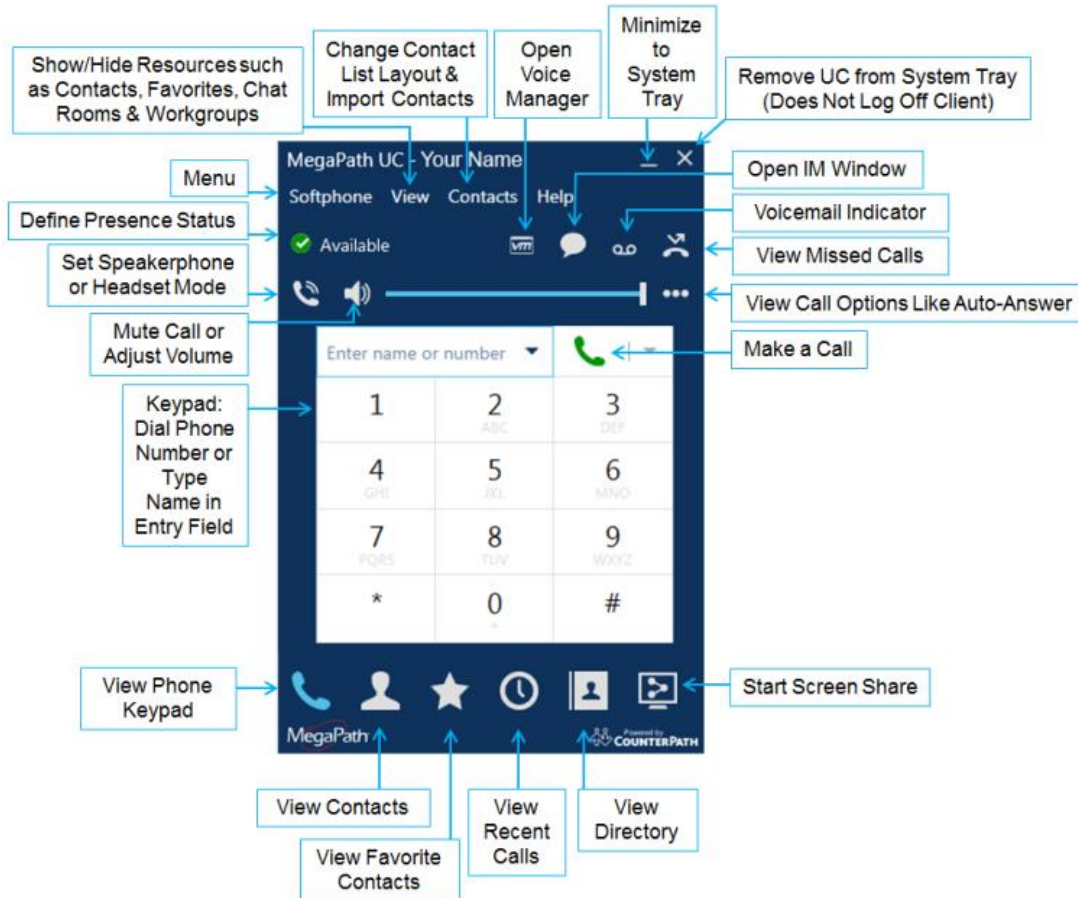 Show/Hide Resources such
as Contacts, Favorites, Chat
Rooms & Workgroups
Change Contact
List Layout &
Import Contacts
Open
Voice
Manager
Minimize
to
System
Tray
Remove UC from System Tray
(Does Not Log Off Client)
MegaPath UC - Your Name
Menu
Softphone View Contacts Help
Open IM Window
Define Presence Status
Available
vm
Voicemail Indicator
View Missed Calls
Set Speakerphone
or Headset Mode
View Call Options Like Auto-Answer
Mute Call or
Adjust Volume
Enter name or number
Make a Call
Keypad:
Dial Phone
Number or
Type
Name in
Entry Field
1 2 3
ABC DEF
4 5 6
GHI JKL MNO
7 8 9
PQRS TUV WXYZ
* 0 #
+
View Phone
Keypad
Start Screen Share
MegaPath
Powered by
COUNTERPATH
View Contacts
View Favorite
Contacts
View
Recent
Calls
View
Directory